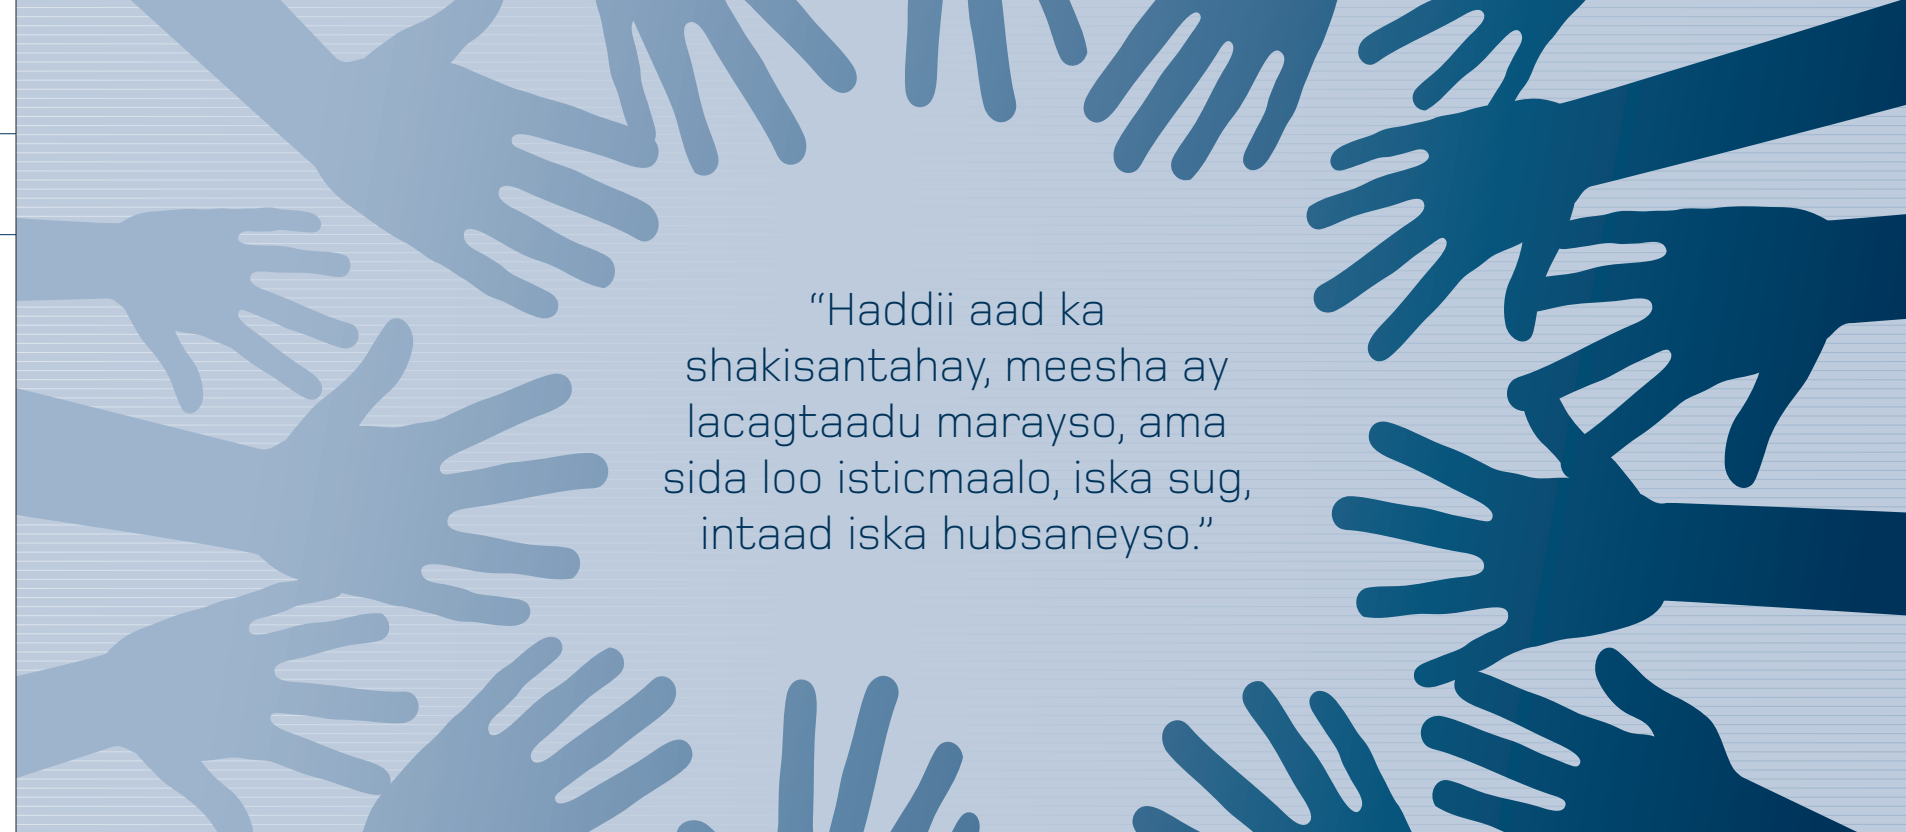 “Haddii aad ka
shakisantahay, meesha ay
lacagtaadu marayso, ama
sida loo isticmaalo, iska sug,
intaad iska hubsaneyso.”